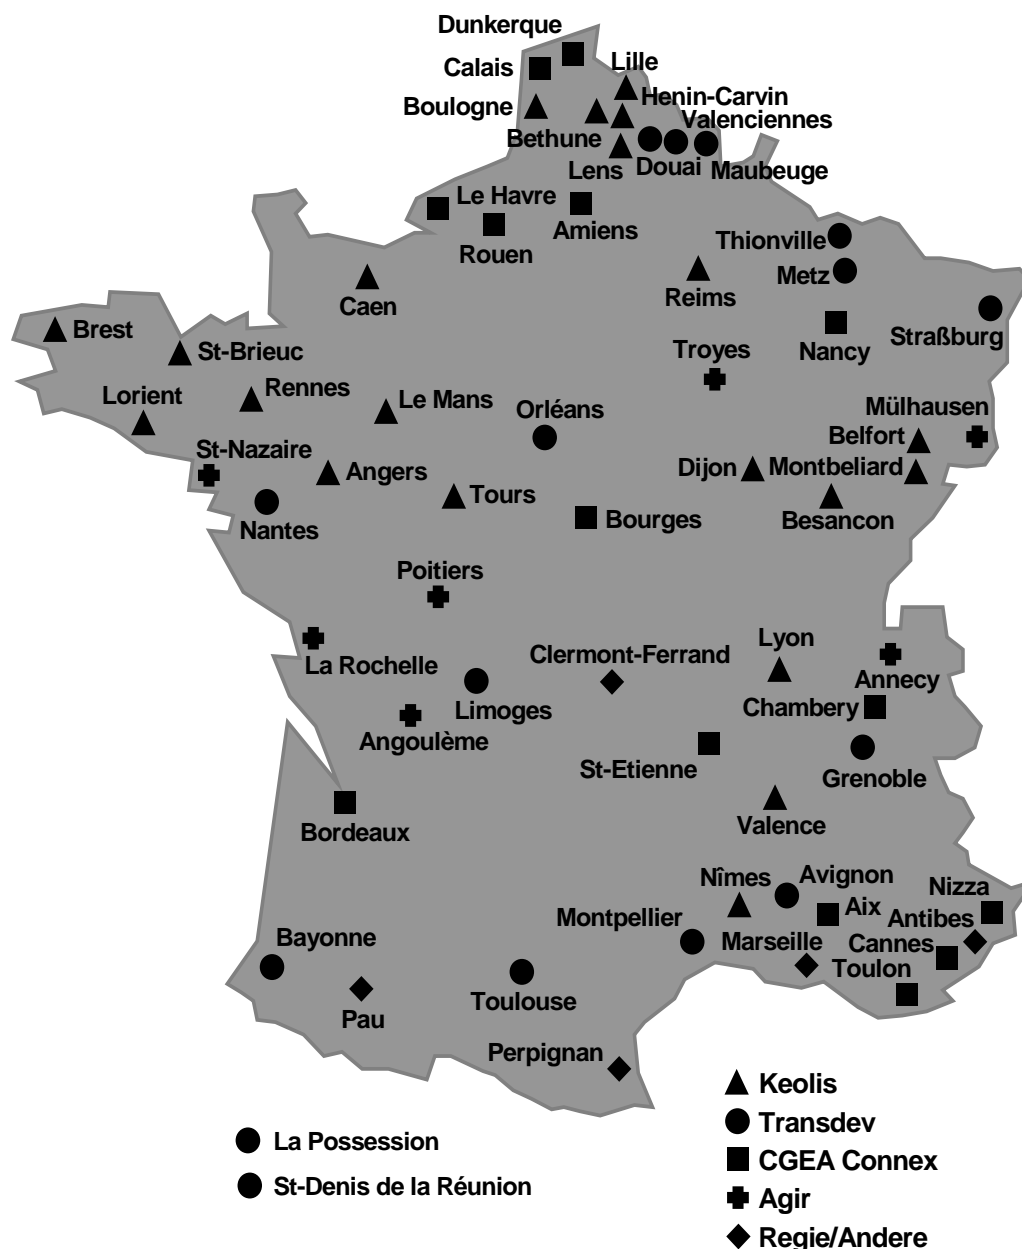 Dunkerque
Calais
Lille
Boulogne
Henin-Carvin
Valenciennes
Bethune
Lens
Douai
Maubeuge
Le Havre
Rouen
Amiens
Thionville
Metz
Caen
Reims
Straßburg
Brest
St-Brieuc
Troyes
Nancy
Lorient
Rennes
Le Mans
Orléans
Mülhausen
Belfort
St-Nazaire
Angers
Dijon
Montbeliard
Tours
Nantes
Bourges
Besancon
Poitiers
La Rochelle
Clermont-Ferrand
Lyon
Annecy
Limoges
Chambery
Angoulème
St-Etienne
Grenoble
Bordeaux
Valence
Nîmes
Avignon
Nizza
Aix
Antibes
Montpellier
Marseille
Cannes
Bayonne
Toulon
Toulouse
Pau
Perpignan
Keolis
Transdev
CGEA Connex
Agir
Regie/Andere
La Possession
St-Denis de la Réunion